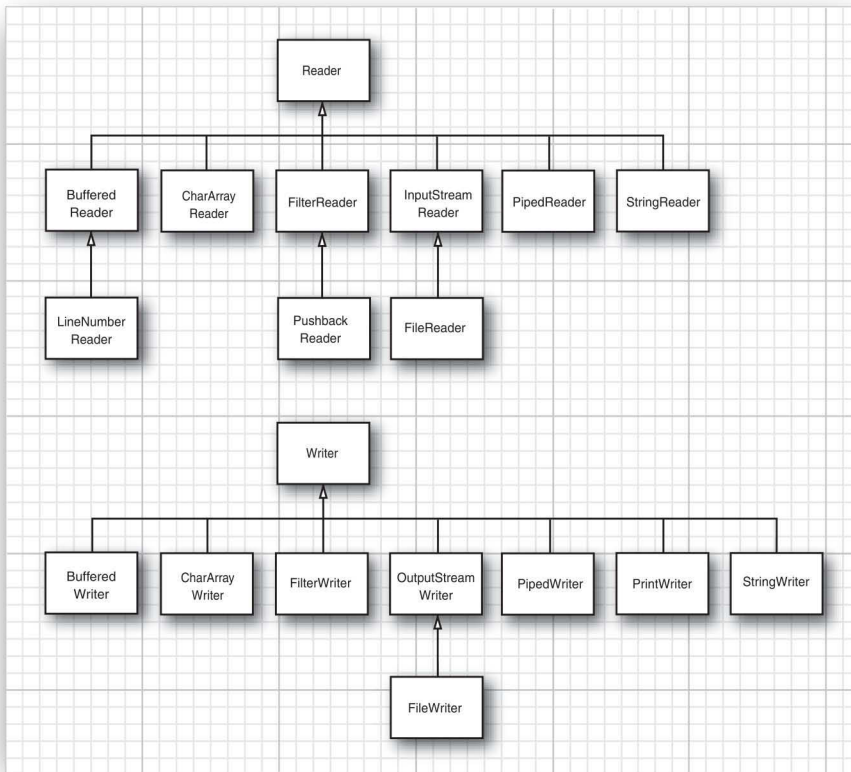 Reader
Buffered
Reader
CharArray
Reader
FilterReader
InputStream
Reader
PipedReader
StringReader
LineNumber
Reader
Pushback
Reader
FileReader
Writer
Buffered
Writer
CharArray
Writer
FilterWriter
OutputStream
Writer
PipedWriter
PrintWriter
StringWriter
FileWriter